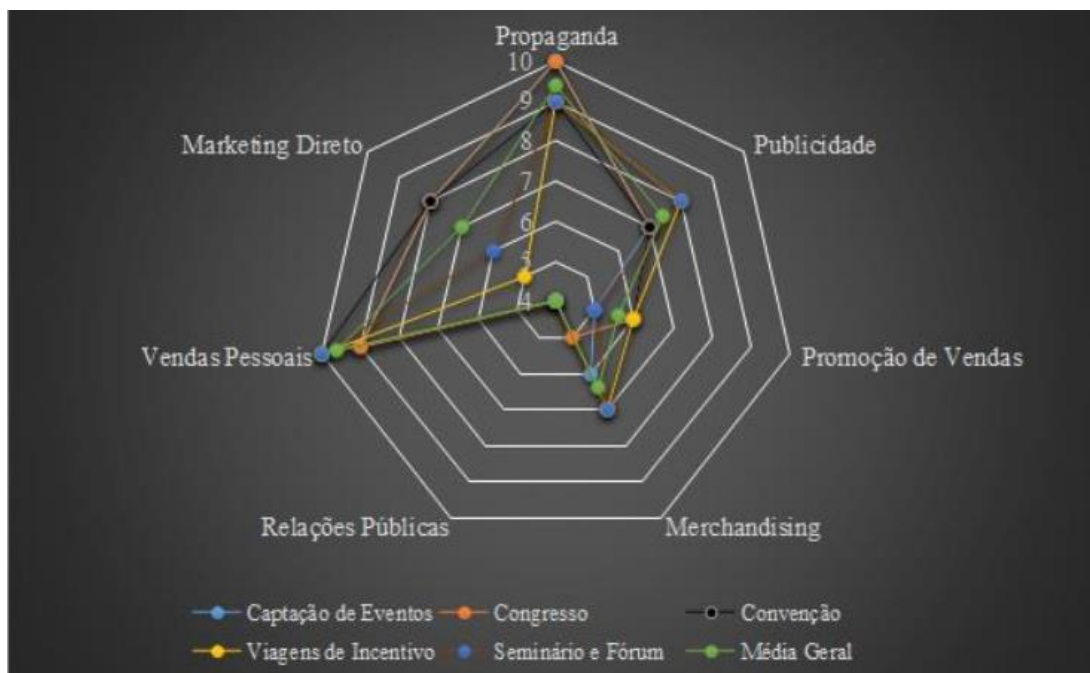 Propaganda
10
Marketing Direto
9
Publicidade
8
7
6
5
4
Vendas Pessoais
Promoção de Vendas
Relações Públicas
Merchandising
Captação de Eventos
Congresso
Convenção
Viagens de Incentivo
Seminário e Fórum
Média Geral